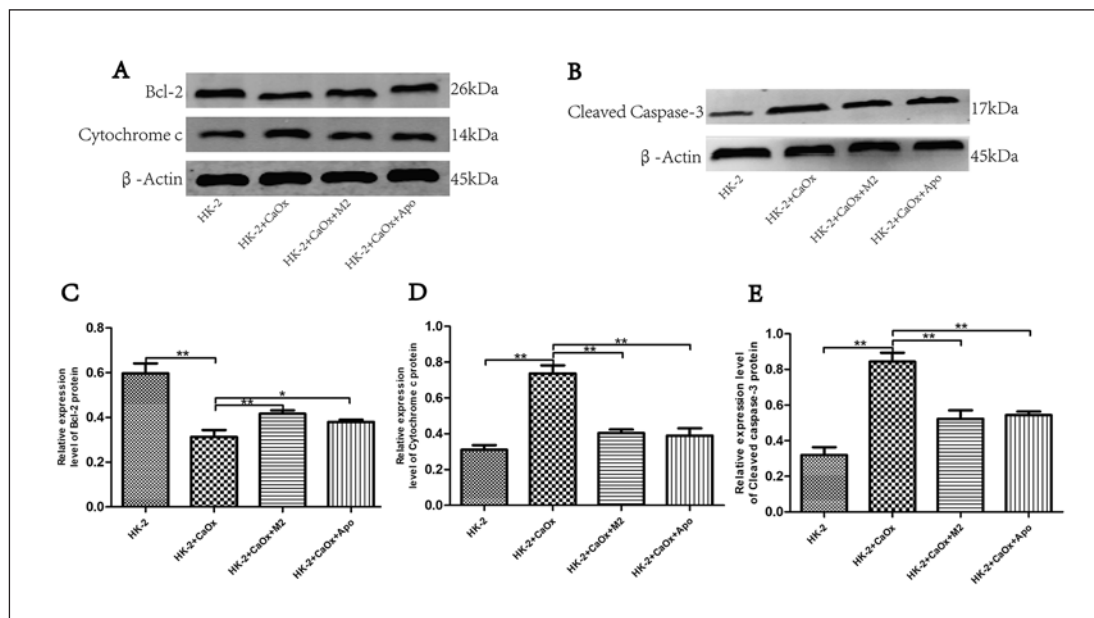 A
Bcl-2
26kDa
Cytochrome c
14kDa
β-Actin
45kDa
HK-2
HK-2+CaOx
HK-2+CaOx+M2
HK-2+CaOx+Apo
B
Cleaved Caspase-3
17kDa
β-Actin
45kDa
HK-2
HK-2+CaOx
HK-2+CaOx+M2
HK-2+CaOx+Apo
C
Relative expression
level of Bcl-2 protein
0.8
0.6
0.4
0.2
0.0
**
*
**
HK-2
HK-2+CaOx
HK-2+CaOx+M2
HK-2+CaOx+Apo
D
Relative expression
level of Cytochrome c protein
1.0
0.8
0.6
0.4
0.2
0.0
**
**
**
HK-2
HK-2+CaOx
HK-2+CaOx+M2
HK-2+CaOx+Apo
E
Relative expression level
of Cleaved caspase-3 protein
1.0
0.8
0.6
0.4
0.2
0.0
**
**
**
HK-2
HK-2+CaOx
HK-2+CaOx+M2
HK-2+CaOx+Apo